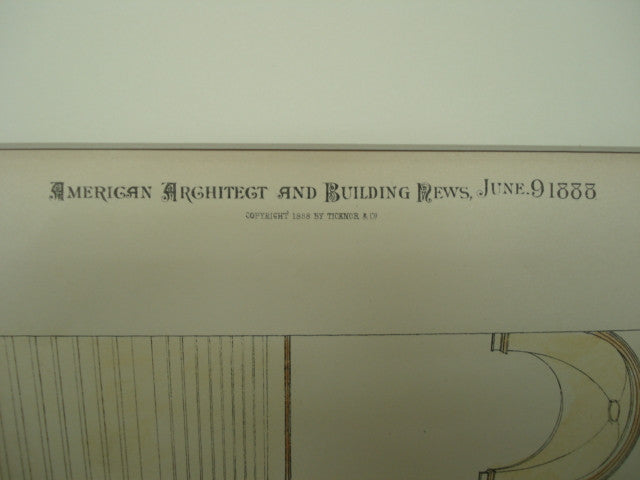 AMERICAN ARCHITECT AND BUILDING NEWS, JUNE.9 1888
COPYRIGHT 1888 BY TICKNOR & CO